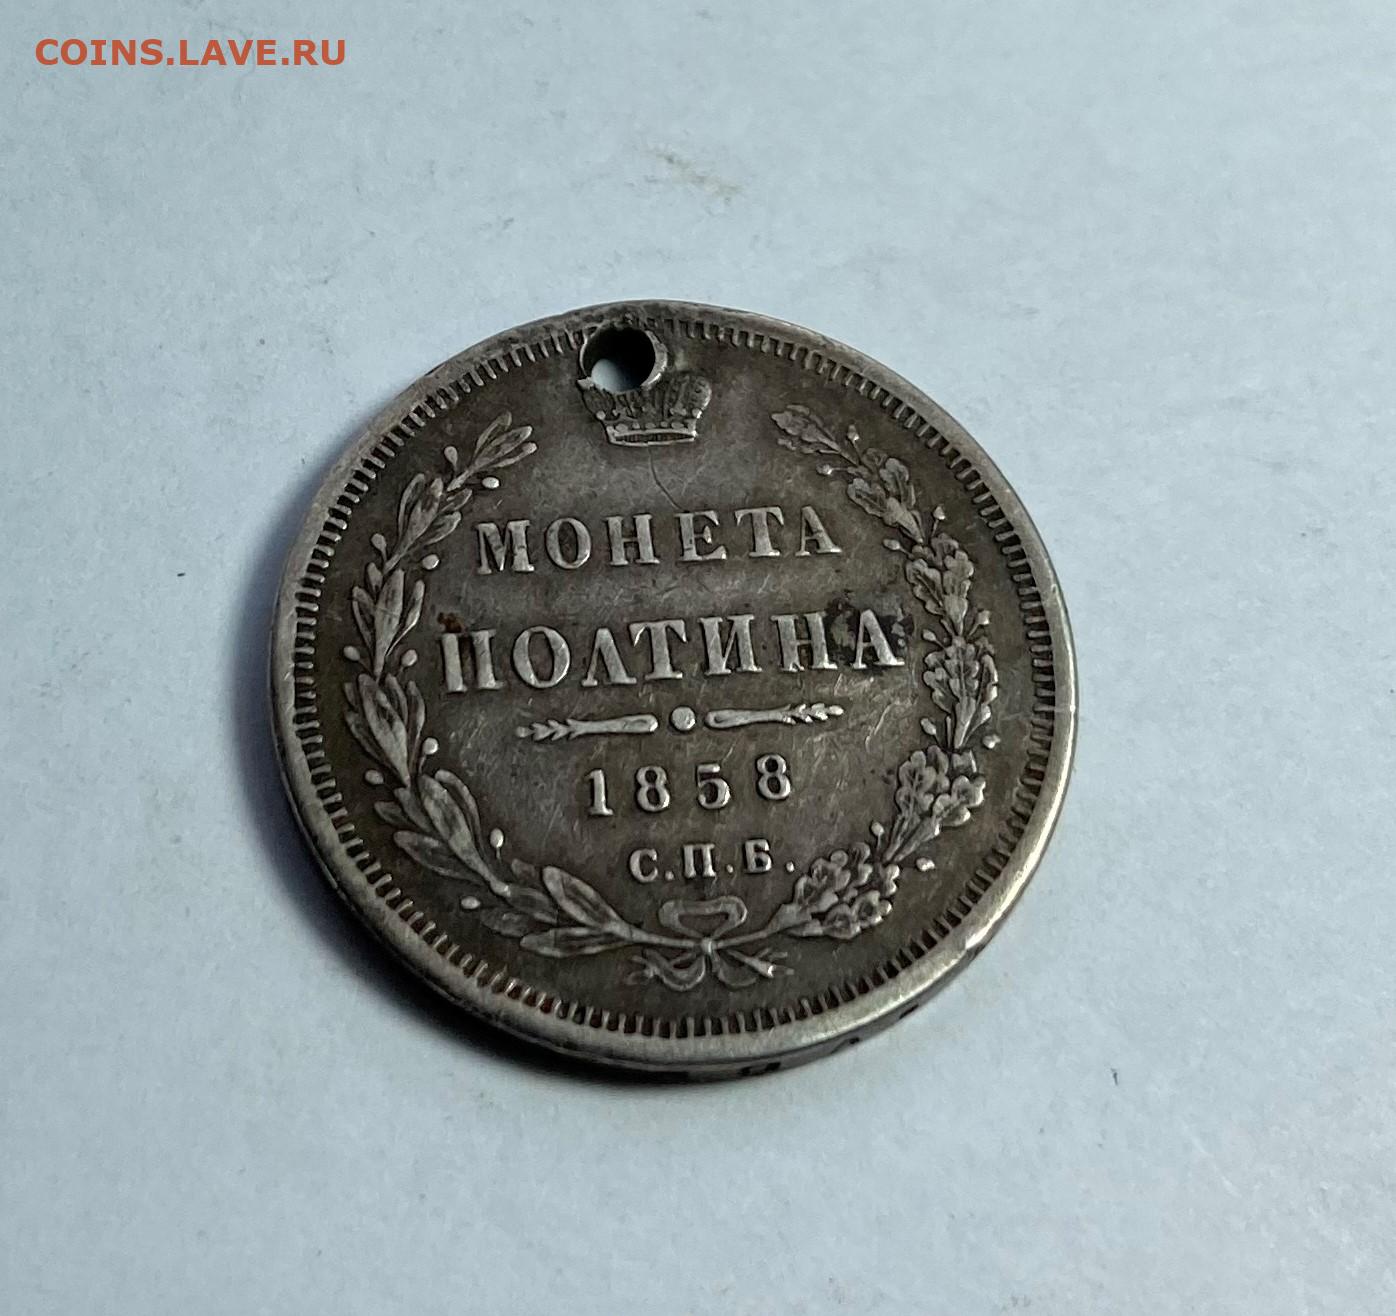 COINS.LAVE.RU
МОНЕТА
ПОЛТИНА
1858
С.П.Б.